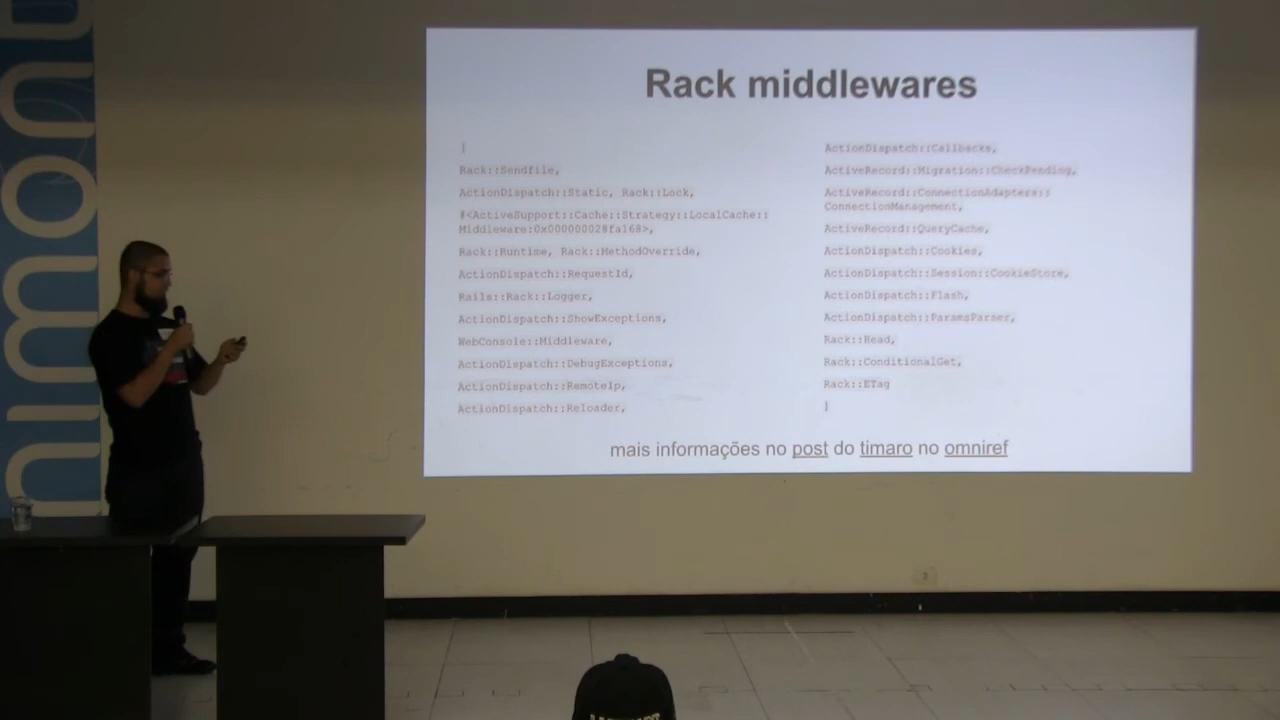 Rack middlewares
[
Rack::Sendfile,
ActionDispatch::Static, Rack::Lock,
#<ActiveSupport::Cache::Strategy::LocalCache::
Middleware:0x000000028fa168>,
Rack::Runtime, Rack::MethodOverride,
ActionDispatch::RequestId,
Rails::Rack::Logger,
ActionDispatch::ShowExceptions,
WebConsole::Middleware,
ActionDispatch::DebugExceptions,
ActionDispatch::RemoteIp,
ActionDispatch::Reloader,
ActionDispatch::Callbacks,
ActiveRecord::Migration::CheckPending,
ActiveRecord::ConnectionAdapters::
ConnectionManagement,
ActiveRecord::QueryCache,
ActionDispatch::Cookies,
ActionDispatch::Session::CookieStore,
ActionDispatch::Flash,
ActionDispatch::ParamsParser,
Rack::Head,
Rack::ConditionalGet,
Rack::ETag
]
mais informações no post do timaro no omniref